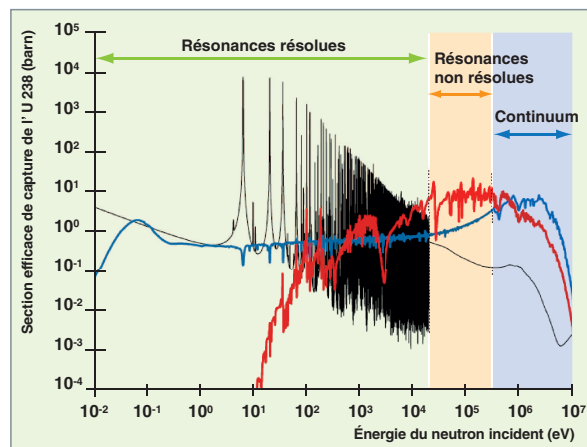 Section efficace de capture de l' U 238 (barn)
10⁵
10⁴
10³
10²
10¹
10⁰
10⁻¹
10⁻²
10⁻³
10⁻⁴
Résonances résolues
Résonances
non résolues
Continuum
10⁻² 10⁻¹ 10⁰ 10¹ 10² 10³ 10⁴ 10⁵ 10⁶ 10⁷
Énergie du neutron incident (eV)